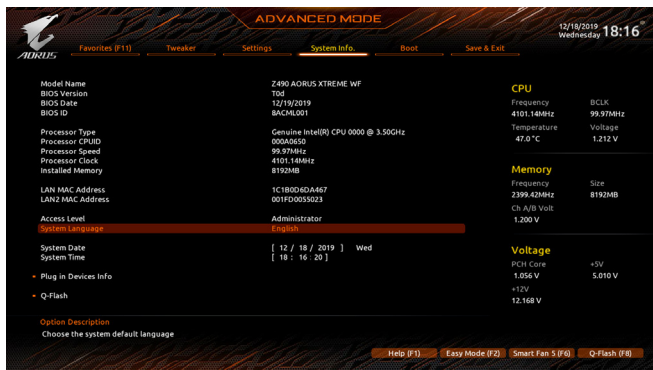 ADVANCED MODE
12/18/2019
Wednesday
18:16
AORUS
Favorites (F11) Tweaker Settings System Info. Boot Save & Exit
Model Name Z490 AORUS XTREME WF
BIOS Version T0d
BIOS Date 12/19/2019
BIOS ID 8ACML001
Processor Type Genuine Intel(R) CPU 0000 @ 3.50GHz
Processor CPUID 000A0650
Processor Speed 99.97MHz
Processor Clock 4101.14MHz
Installed Memory 8192MB
LAN MAC Address 1C1B0D6DA467
LAN2 MAC Address 001FD0055023
Access Level Administrator
System Language English
System Date [ 12 / 18 / 2019 ] Wed
System Time [ 18 : 16 : 20 ]
Plug in Devices Info
Q-Flash
Option Description
Choose the system default language
CPU
Frequency BCLK
4101.14MHz 99.97MHz
Temperature Voltage
47.0 °C 1.212 V
Memory
Frequency Size
2399.42MHz 8192MB
Ch A/B Volt
1.200 V
Voltage
PCH Core +5V
1.056 V 5.010 V
+12V
12.168 V
Help (F1) Easy Mode (F2) Smart Fan 5 (F6) Q-Flash (F8)